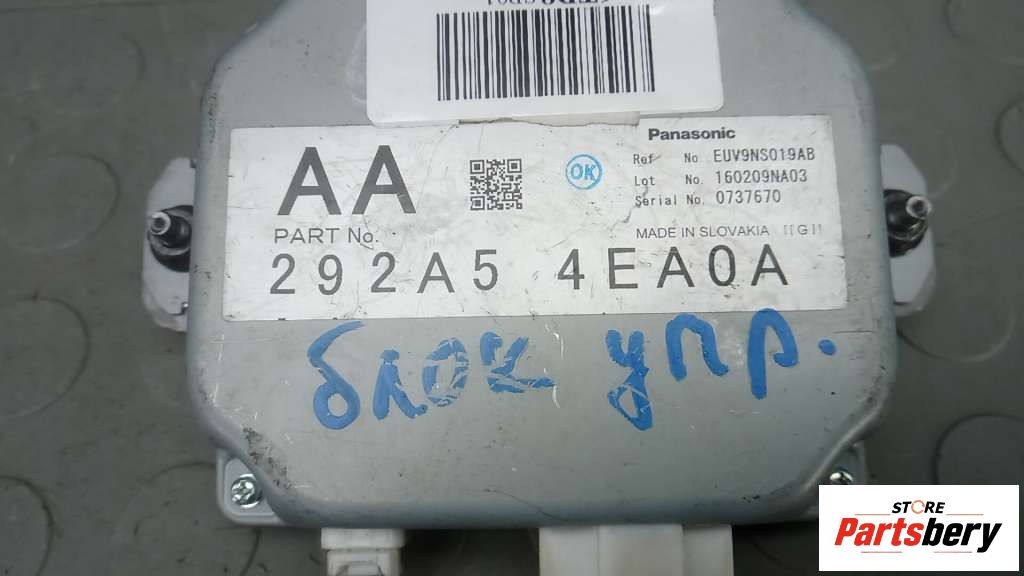 AA
OK
Panasonic
Ref No. EUV9NS019AB
Lot No. 160209NA03
Serial No. 0737670
PART No.
MADE IN SLOVAKIA [[G]]
292A5 4EA0A
блок упр.
STORE
Partsbery